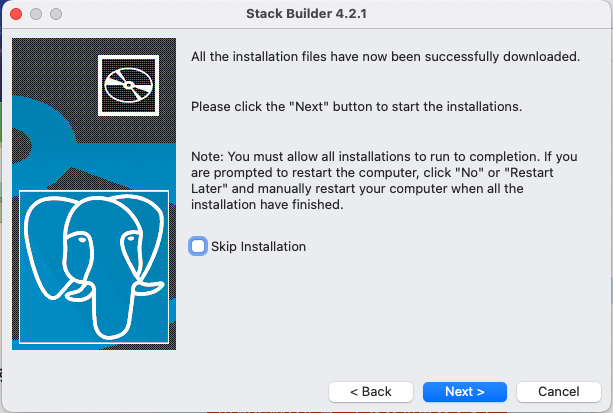 Stack Builder 4.2.1
All the installation files have now been successfully downloaded.
Please click the "Next" button to start the installations.
Note: You must allow all installations to run to completion. If you
are prompted to restart the computer, click "No" or "Restart
Later" and manually restart your computer when all the
installation have finished.
Skip Installation
< Back
Next >
Cancel